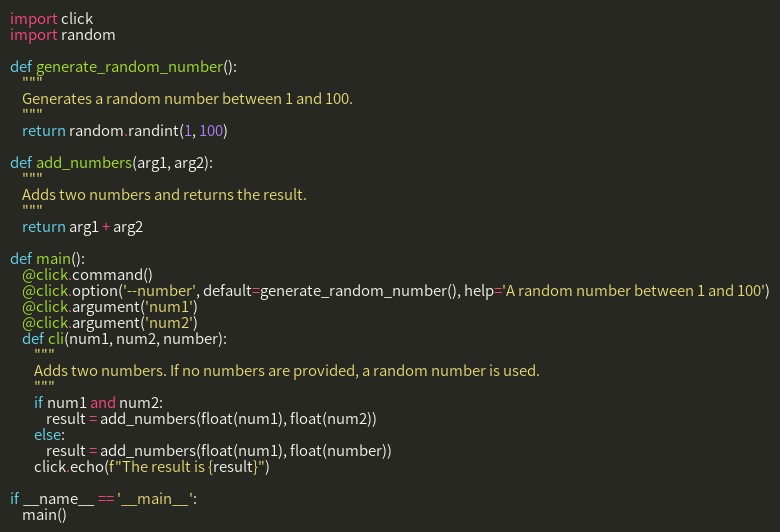 import click
import random

def generate_random_number():
    """
    Generates a random number between 1 and 100.
    """
    return random.randint(1, 100)

def add_numbers(arg1, arg2):
    """
    Adds two numbers and returns the result.
    """
    return arg1 + arg2

def main():
    @click.command()
    @click.option('--number', default=generate_random_number(), help='A random number between 1 and 100')
    @click.argument('num1')
    @click.argument('num2')
    def cli(num1, num2, number):
        """
        Adds two numbers. If no numbers are provided, a random number is used.
        """
        if num1 and num2:
            result = add_numbers(float(num1), float(num2))
        else:
            result = add_numbers(float(num1), float(number))
        click.echo(f"The result is {result}")

if __name__ == '__main__':
    main()